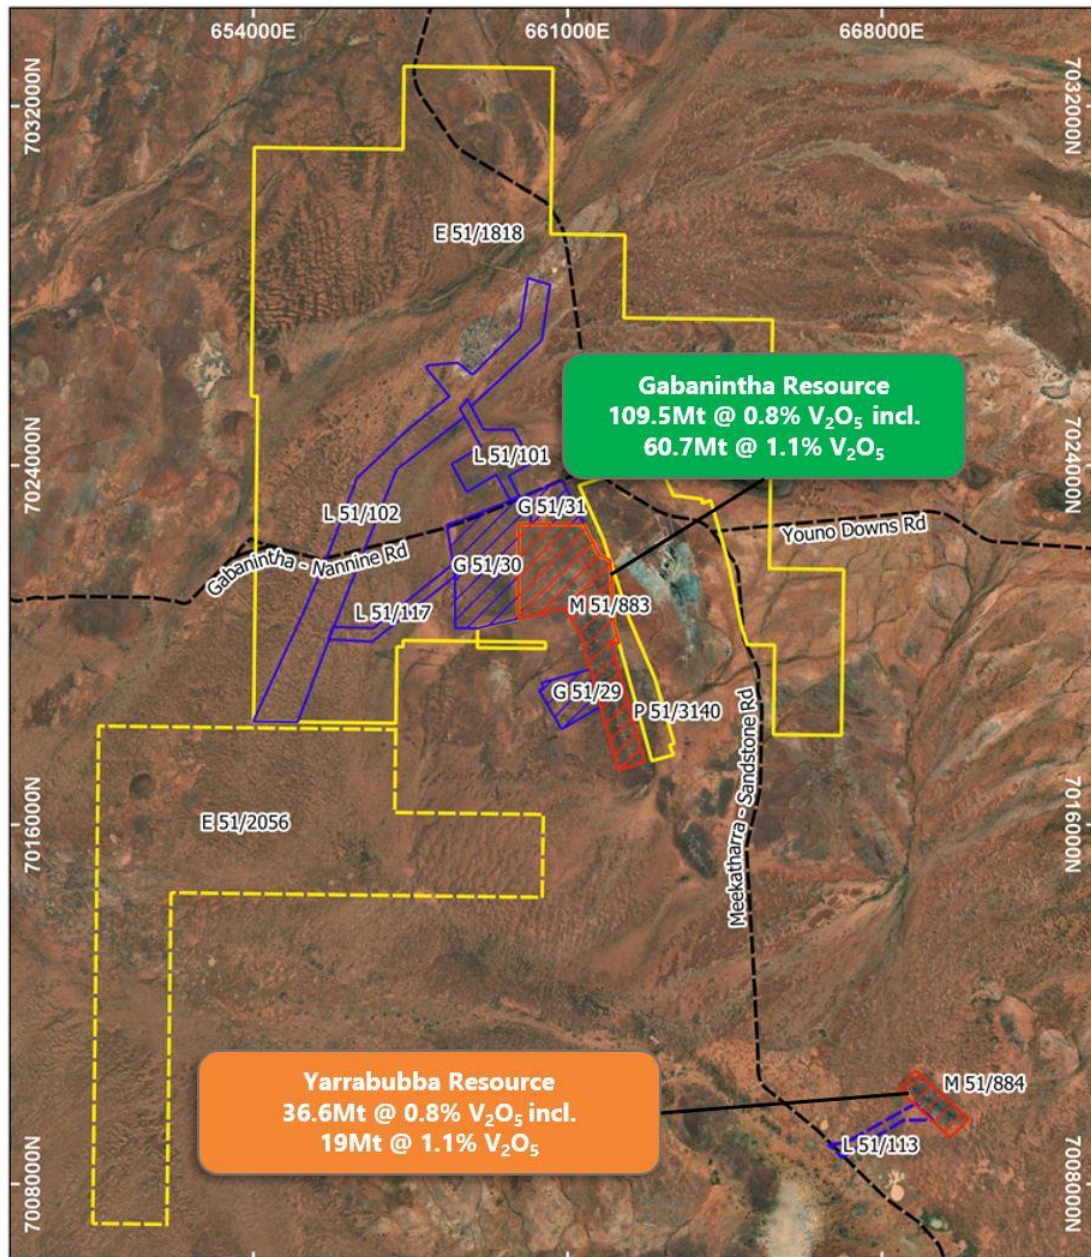 654000E
661000E
668000E
7032000N
7032000N
E 51/1818
Gabanintha Resource
109.5Mt @ 0.8% V₂O₅ incl.
60.7Mt @ 1.1% V₂O₅
7024000N
7024000N
L 51/101
L 51/102
G 51/31
Youno Downs Rd
Gabanintha - Nannine Rd
G 51/30
L 51/117
M 51/883
G 51/29
P 51/3140
Meekatharra - Sandstone Rd
7016000N
7016000N
E 51/2056
Yarrabubba Resource
36.6Mt @ 0.8% V₂O₅ incl.
19Mt @ 1.1% V₂O₅
M 51/884
L 51/113
7008000N
7008000N